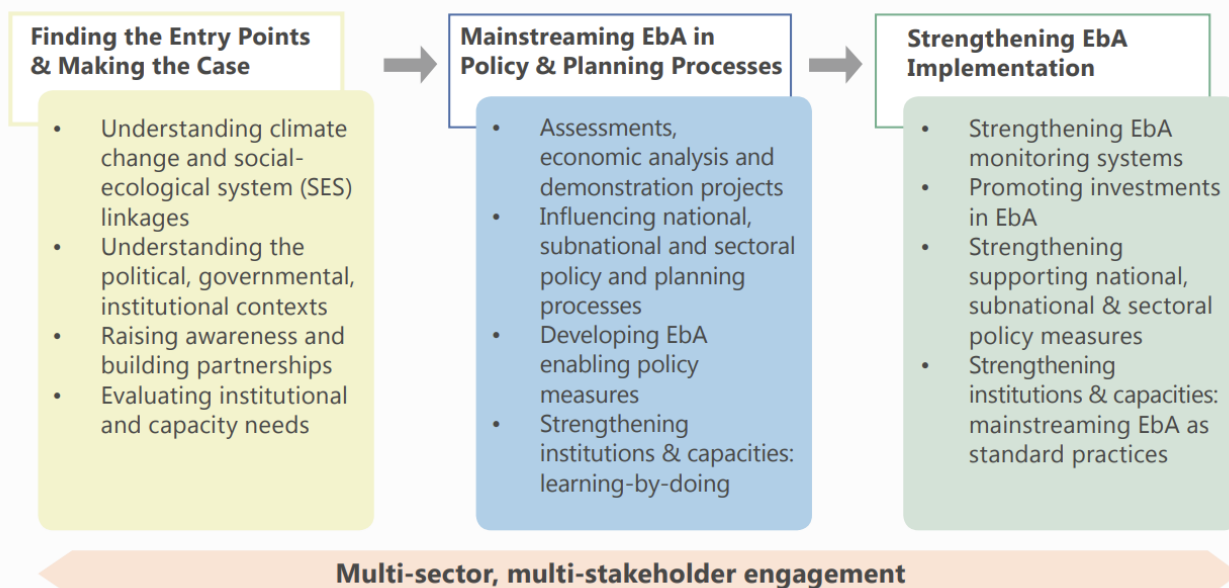 Finding the Entry Points
& Making the Case
• Understanding climate
change and social-
ecological system (SES)
linkages
• Understanding the
political, governmental,
institutional contexts
• Raising awareness and
building partnerships
• Evaluating institutional
and capacity needs
Mainstreaming EbA in
Policy & Planning Processes
• Assessments,
economic analysis and
demonstration projects
• Influencing national,
subnational and sectoral
policy and planning
processes
• Developing EbA
enabling policy
measures
• Strengthening
institutions & capacities:
learning-by-doing
Strengthening EbA
Implementation
• Strengthening EbA
monitoring systems
• Promoting investments
in EbA
• Strengthening
supporting national,
subnational & sectoral
policy measures
• Strengthening
institutions & capacities:
mainstreaming EbA as
standard practices
Multi-sector, multi-stakeholder engagement